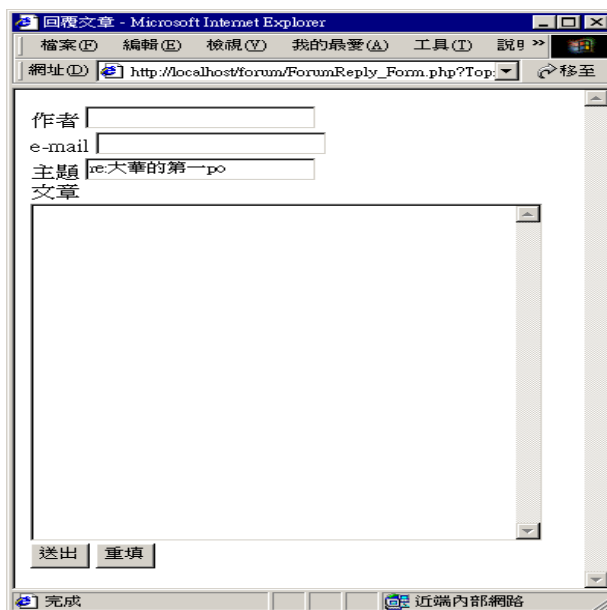 回覆文章 - Microsoft Internet Explorer
檔案(F) 編輯(E) 檢視(V) 我的最愛(A) 工具(T) 說明 »
網址(D) http://localhost/forum/ForumReply_Form.php?Top: 移至
作者
e-mail
主題 re:大華的第一po
文章
送出 重填
完成 近端內部網路